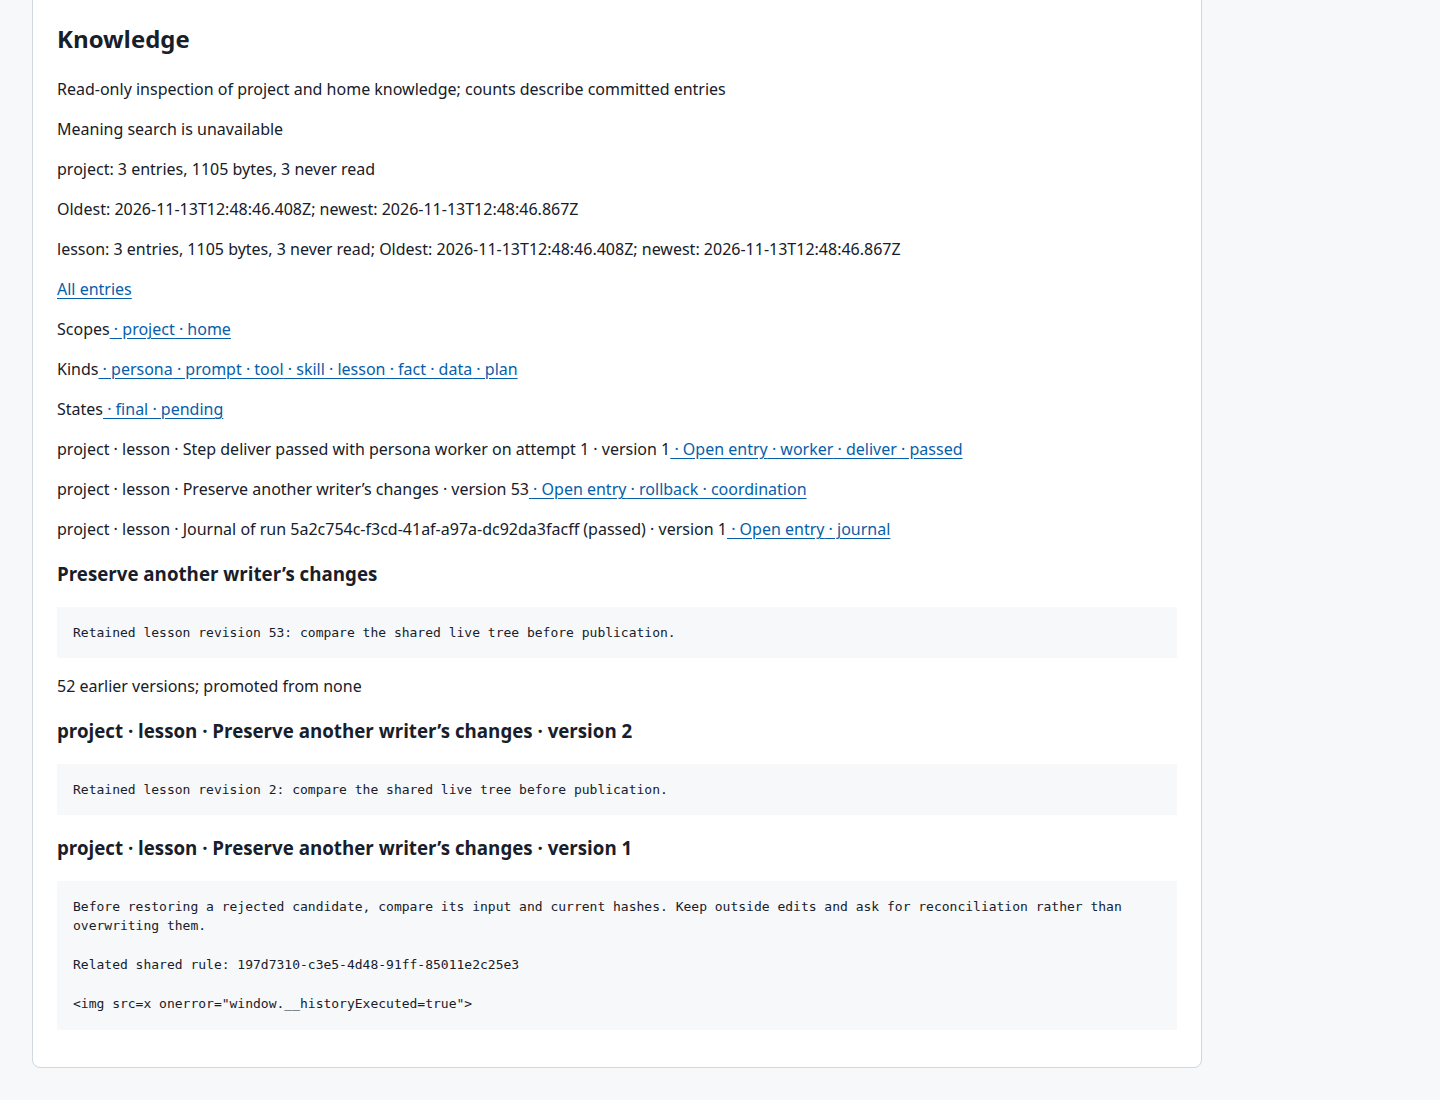 Knowledge
Read-only inspection of project and home knowledge; counts describe committed entries
Meaning search is unavailable
project: 3 entries, 1105 bytes, 3 never read
Oldest: 2026-11-13T12:48:46.408Z; newest: 2026-11-13T12:48:46.867Z
lesson: 3 entries, 1105 bytes, 3 never read; Oldest: 2026-11-13T12:48:46.408Z; newest: 2026-11-13T12:48:46.867Z
All entries
Scopes · project · home
Kinds · persona · prompt · tool · skill · lesson · fact · data · plan
States · final · pending
project · lesson · Step deliver passed with persona worker on attempt 1 · version 1 · Open entry · worker · deliver · passed
project · lesson · Preserve another writer’s changes · version 53 · Open entry · rollback · coordination
project · lesson · Journal of run 5a2c754c-f3cd-41af-a97a-dc92da3facff (passed) · version 1 · Open entry · journal
Preserve another writer’s changes
Retained lesson revision 53: compare the shared live tree before publication.
52 earlier versions; promoted from none
project · lesson · Preserve another writer’s changes · version 2
Retained lesson revision 2: compare the shared live tree before publication.
project · lesson · Preserve another writer’s changes · version 1
Before restoring a rejected candidate, compare its input and current hashes. Keep outside edits and ask for reconciliation rather than
overwriting them.
Related shared rule: 197d7310-c3e5-4d48-91ff-85011e2c25e3
<img src=x onerror="window.__historyExecuted=true">